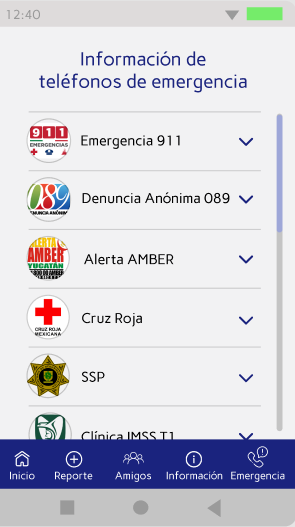 12:40
Información de
teléfonos de emergencia
911
EMERGENCIAS
Emergencia 911
089
DENUNCIA ANÓNIMA
Denuncia Anónima 089
ALERTA
AMBER
YUCATÁN
Alerta AMBER
CRUZ ROJA
MEXICANA
Cruz Roja
SSP
Clínica IMSS T1
Inicio
Reporte
Amigos
Información
Emergencia